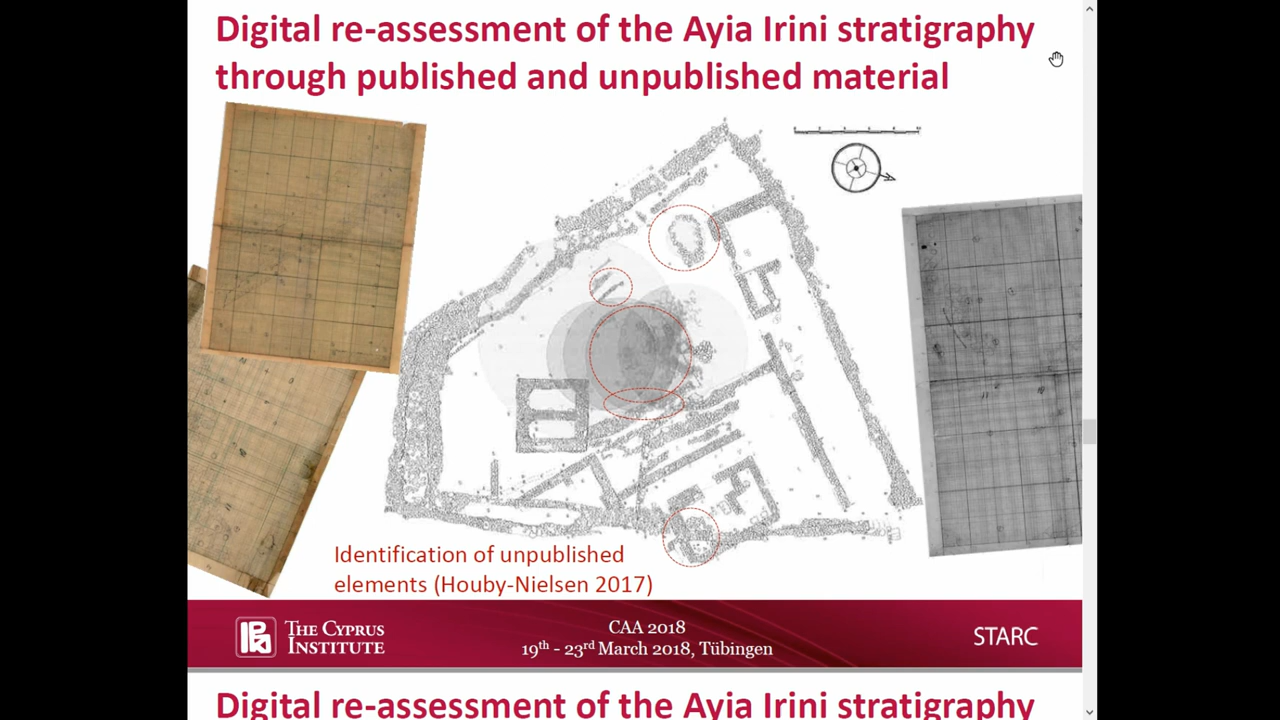 Digital re-assessment of the Ayia Irini stratigraphy
through published and unpublished material
Identification of unpublished
elements (Houby-Nielsen 2017)
THE CYPRUS
INSTITUTE
CAA 2018
19th - 23rd March 2018, Tübingen
STARC
Digital re-assessment of the Ayia Irini stratigraphy